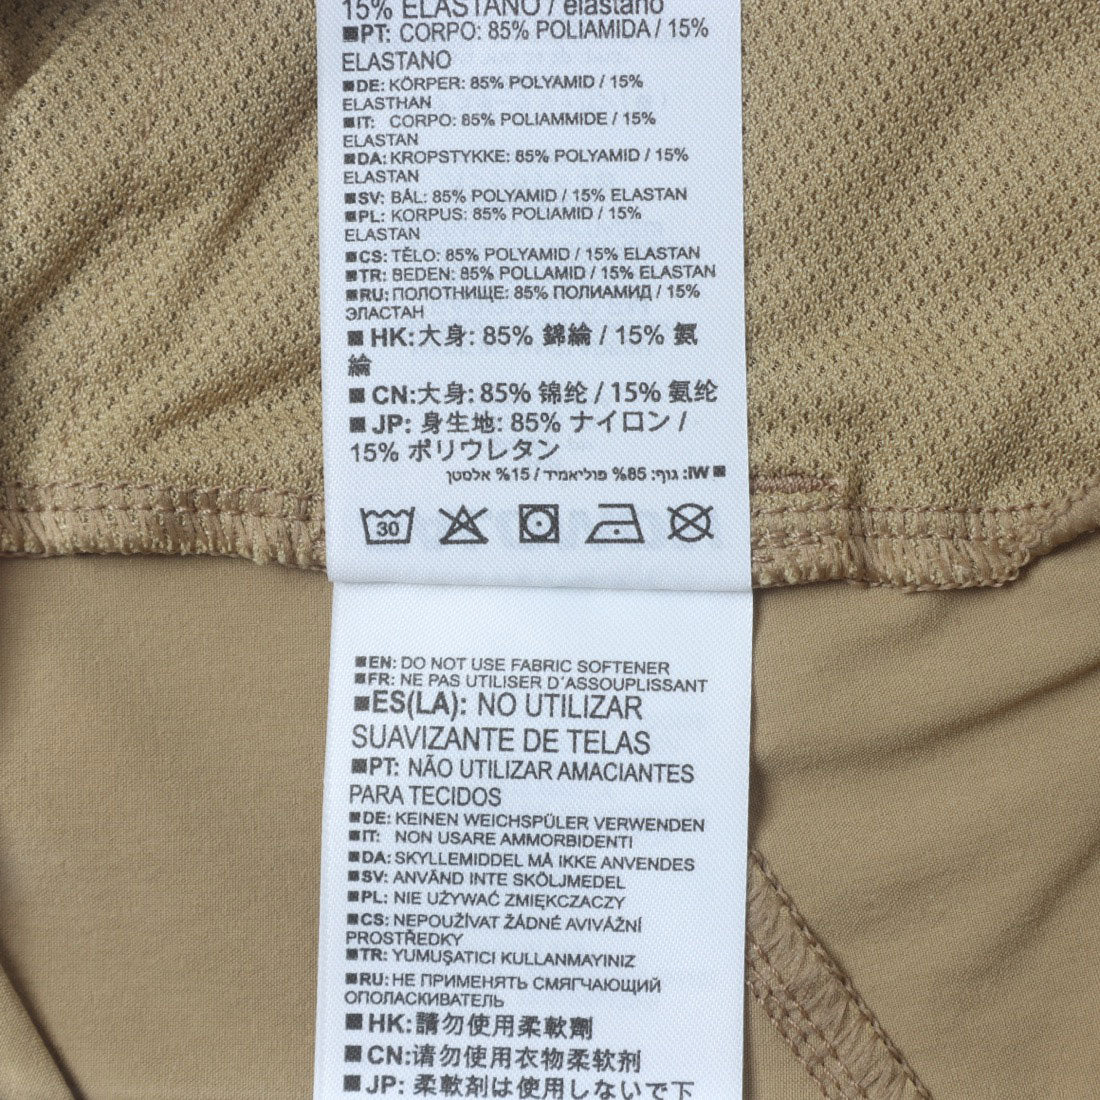 15% ELASTANO / elastano
■PT: CORPO: 85% POLIAMIDA / 15%
ELASTANO
■DE: KÖRPER: 85% POLYAMID / 15%
ELASTHAN
■IT: CORPO: 85% POLIAMMIDE / 15%
ELASTAN
■DA: KROPSTYKKE: 85% POLYAMID / 15%
ELASTAN
■SV: BÅL: 85% POLYAMID / 15% ELASTAN
■PL: KORPUS: 85% POLIAMID / 15%
ELASTAN
■CS: TĚLO: 85% POLYAMID / 15% ELASTAN
■TR: BEDEN: 85% POLLAMID / 15% ELASTAN
■RU: ПОЛОТНИЩЕ: 85% ПОЛИАМИД / 15%
ЭЛАСТАН
■ HK: 大身: 85% 錦綸 / 15% 氨
綸
■ CN: 大身: 85% 锦纶 / 15% 氨纶
■ JP: 身生地: 85% ナイロン /
15% ポリウレタン
■ IW: גוף: 85% פוליאמיד / 15% אלסטן
30
■EN: DO NOT USE FABRIC SOFTENER
■FR: NE PAS UTILISER D´ASSOUPLISSANT
■ES(LA): NO UTILIZAR
SUAVIZANTE DE TELAS
■PT: NÃO UTILIZAR AMACIANTES
PARA TECIDOS
■DE: KEINEN WEICHSPÜLER VERWENDEN
■IT: NON USARE AMMORBIDENTI
■DA: SKYLLEMIDDEL MÅ IKKE ANVENDES
■SV: ANVÄND INTE SKÖLJMEDEL
■PL: NIE UŻYWAĆ ZMIĘKCZACZY
■CS: NEPOUŽÍVAT ŽÁDNÉ AVIVÁŽNÍ
PROSTŘEDKY
■TR: YUMUŞATICI KULLANMAYINIZ
■RU: НЕ ПРИМЕНЯТЬ СМЯГЧАЮЩИЙ
ОПОЛАСКИВАТЕЛЬ
■ HK: 請勿使用柔軟劑
■ CN: 请勿使用衣物柔软剂
■ JP: 柔軟剤は使用しないで下